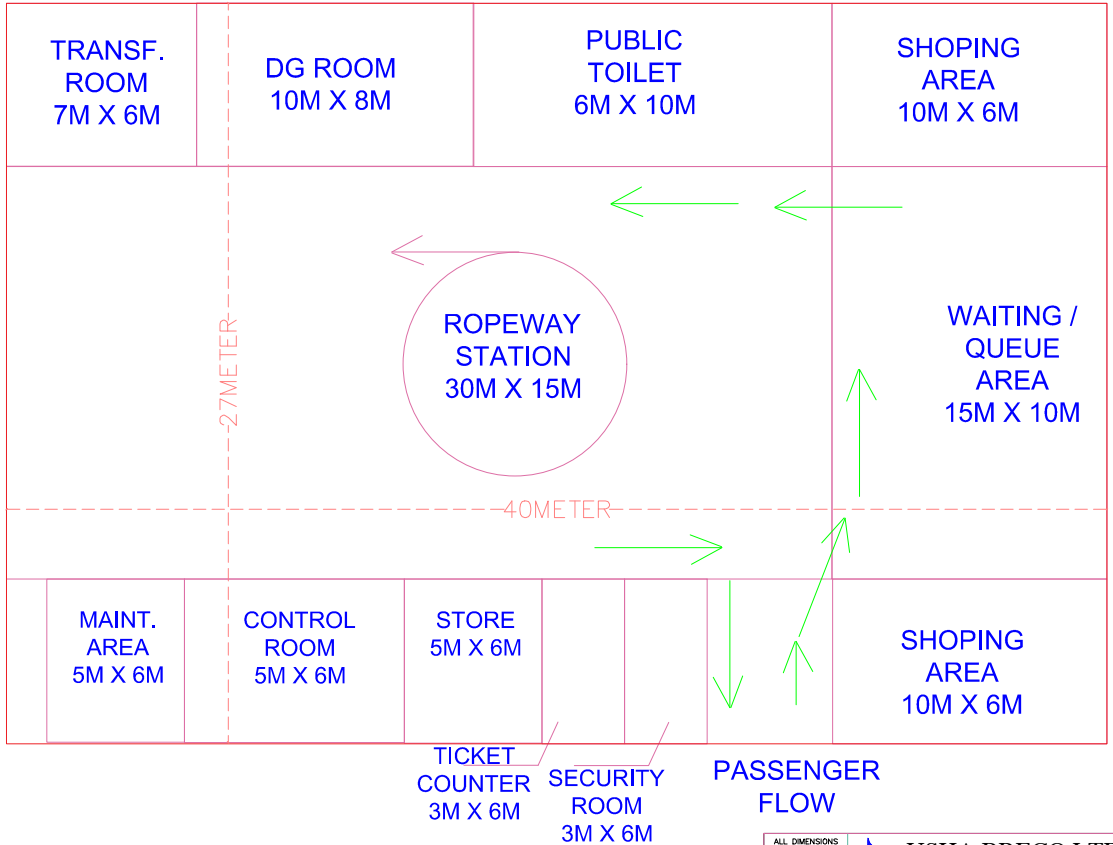 TRANSF.
ROOM
7M X 6M
DG ROOM
10M X 8M
PUBLIC
TOILET
6M X 10M
SHOPING
AREA
10M X 6M
ROPEWAY
STATION
30M X 15M
WAITING /
QUEUE
AREA
15M X 10M
27METER
40METER
MAINT.
AREA
5M X 6M
CONTROL
ROOM
5M X 6M
STORE
5M X 6M
SHOPING
AREA
10M X 6M
TICKET
COUNTER
3M X 6M
SECURITY
ROOM
3M X 6M
PASSENGER
FLOW
ALL DIMENSIONS